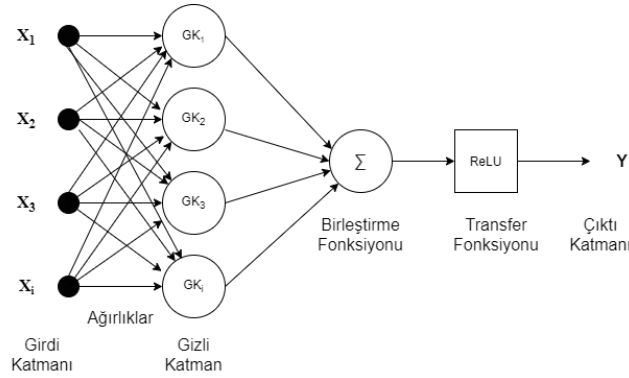 X1
GK1
X2
GK2
Σ
ReLU
Y
X3
GK3
Birleştirme
Fonksiyonu
Transfer
Fonksiyonu
Çıktı
Katmanı
Xi
GKi
Ağırlıklar
Girdi
Katmanı
Gizli
Katman